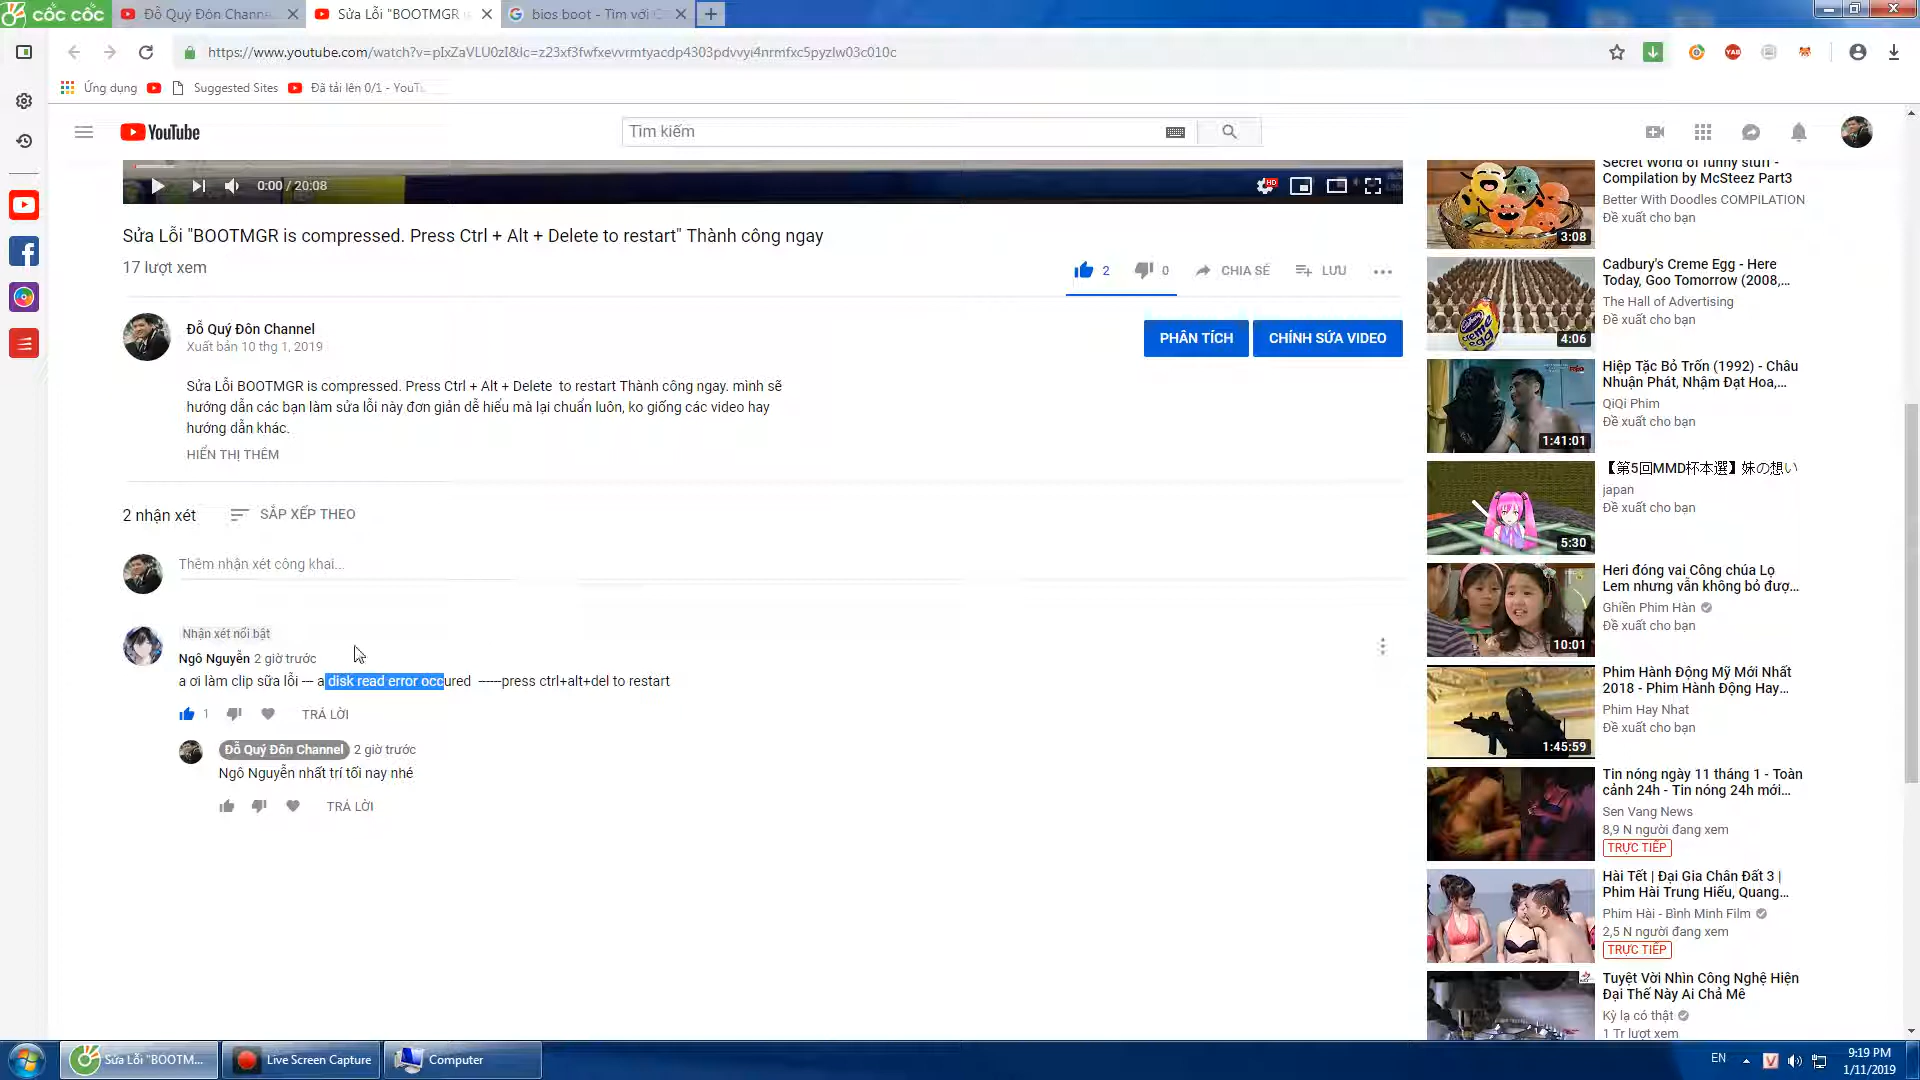 cốc cốc
Đỗ Quý Đôn Channe
Sửa Lỗi "BOOTMGR
bios boot - Tìm với
https://www.youtube.com/watch?v=pIxZaVLU0zI&lc=z23xf3fwfxevvrmtyacdp4303pdvvyi4nrmfxc5pyzlw03c010c
Ứng dụng
Suggested Sites
Đã tải lên 0/1 - YouT
YouTube
Tìm kiếm
0:00 / 20:08
HD
Sửa Lỗi "BOOTMGR is compressed. Press Ctrl + Alt + Delete to restart" Thành công ngay
17 lượt xem
2
0
CHIA SẺ
LƯU
Đỗ Quý Đôn Channel
Xuất bản 10 thg 1, 2019
PHÂN TÍCH
CHỈNH SỬA VIDEO
Sửa Lỗi BOOTMGR is compressed. Press Ctrl + Alt + Delete  to restart Thành công ngay. mình sẽ
hướng dẫn các bạn làm sửa lỗi này đơn giản dễ hiểu mà lại chuẩn luôn, ko giống các video hay
hướng dẫn khác.
HIỂN THỊ THÊM
2 nhận xét
SẮP XẾP THEO
Thêm nhận xét công khai...
Nhận xét nổi bật
Ngô Nguyễn 2 giờ trước
a ơi làm clip sữa lỗi --- a disk read error occured  ------press ctrl+alt+del to restart
1
TRẢ LỜI
Đỗ Quý Đôn Channel 2 giờ trước
Ngô Nguyễn nhất trí tối nay nhé
TRẢ LỜI
Secret World of funny stuff -
Compilation by McSteez Part3
Better With Doodles COMPILATION
Đề xuất cho bạn
3:08
Cadbury's Creme Egg - Here
Today, Goo Tomorrow (2008,...
The Hall of Advertising
Đề xuất cho bạn
4:06
Hiệp Tặc Bỏ Trốn (1992) - Châu
Nhuận Phát, Nhậm Đạt Hoa,...
QiQi Phim
Đề xuất cho bạn
1:41:01
【第5回MMD杯本選】妹の想い
japan
Đề xuất cho bạn
5:30
Heri đóng vai Công chúa Lọ
Lem nhưng vẫn không bỏ đượ...
Ghiền Phim Hàn
Đề xuất cho bạn
10:01
Phim Hành Động Mỹ Mới Nhất
2018 - Phim Hành Động Hay...
Phim Hay Nhat
Đề xuất cho bạn
1:45:59
Tin nóng ngày 11 tháng 1 - Toàn
cảnh 24h - Tin nóng 24h mới...
Sen Vang News
8,9 N người đang xem
TRỰC TIẾP
Hài Tết | Đại Gia Chân Đất 3 |
Phim Hài Trung Hiếu, Quang...
Phim Hài - Bình Minh Film
2,5 N người đang xem
TRỰC TIẾP
Tuyệt Vời Nhìn Công Nghệ Hiện
Đại Thế Này Ai Chả Mê
Kỳ lạ có thật
1 Tr lượt xem
Sửa Lỗi "BOOTM...
Live Screen Capture
Computer
EN
9:19 PM
1/11/2019